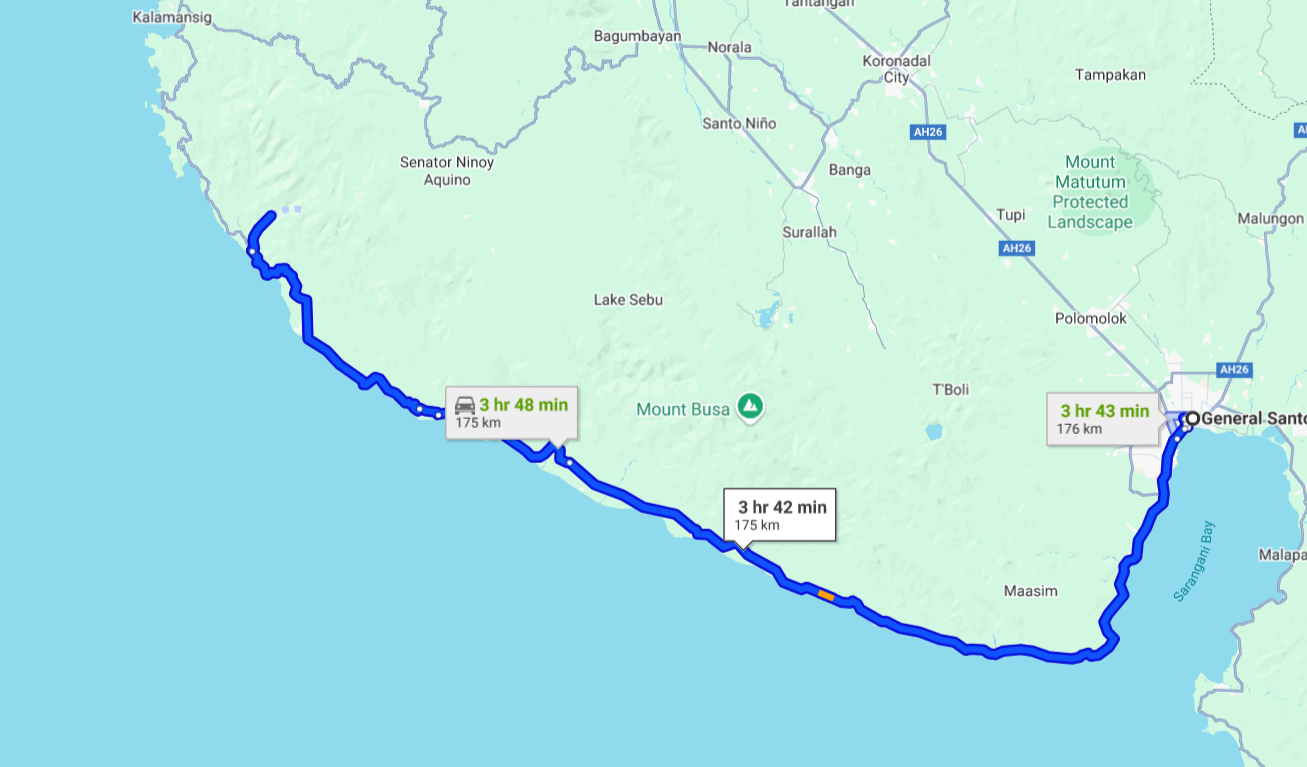 Tantangan
Kalamansig
Bagumbayan
Norala
Koronadal
City
Tampakan
Santo Niño
AH26
Senator Ninoy
Aquino
Banga
Mount
Matutum
Protected
Landscape
Tupi
Malungon
Surallah
AH26
Lake Sebu
Polomolok
AH26
T'Boli
3 hr 48 min
175 km
Mount Busa
3 hr 43 min
176 km
General Santo
3 hr 42 min
175 km
Sarangani Bay
Malapa
Maasim